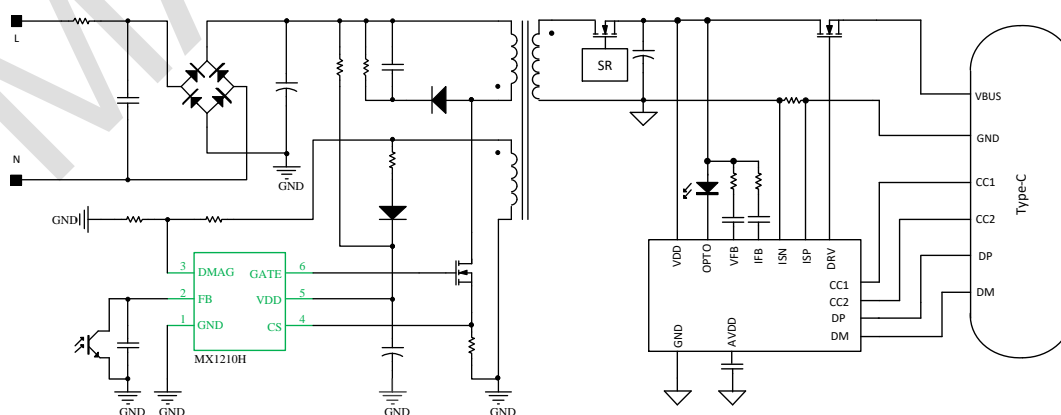 L
SR
VBUS
N
GND
GND
CC1
GND
CC2
Type-C
DP
DM
VDD
OPTO
VFB
IFB
ISN
ISP
DRV
3
DMAG
GATE
6
2
FB
VDD
5
1
GND
CS
4
MX1210H
CC1
CC2
DP
DM
GND
AVDD
GND
GND
GND
GND